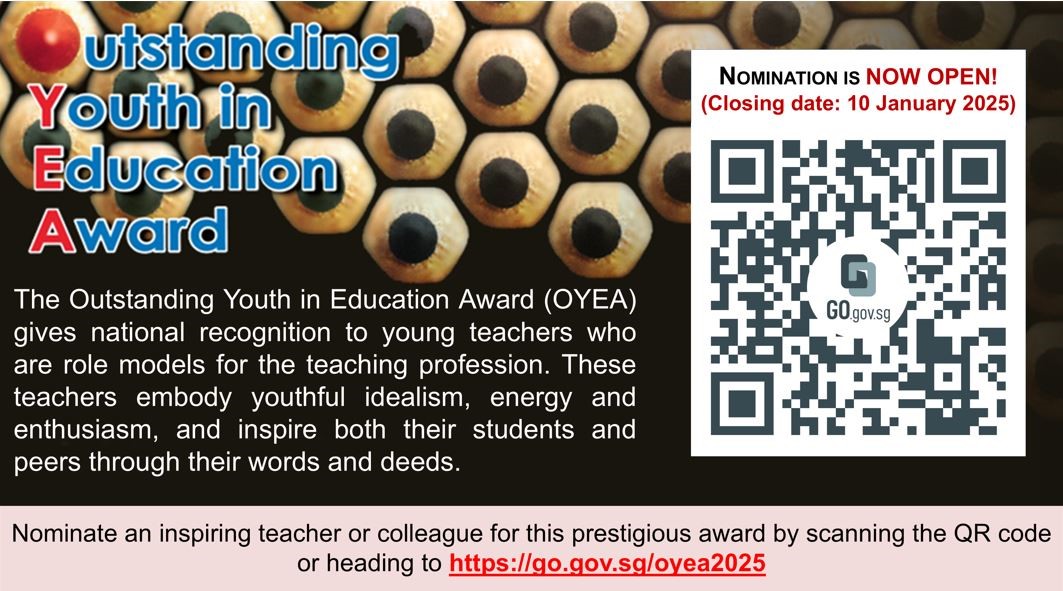 Outstanding
Youth in
Education
Award
NOMINATION IS NOW OPEN!
(Closing date: 10 January 2025)
GO.gov.sg
The Outstanding Youth in Education Award (OYEA)
gives national recognition to young teachers who
are role models for the teaching profession. These
teachers embody youthful idealism, energy and
enthusiasm, and inspire both their students and
peers through their words and deeds.
Nominate an inspiring teacher or colleague for this prestigious award by scanning the QR code
or heading to https://go.gov.sg/oyea2025